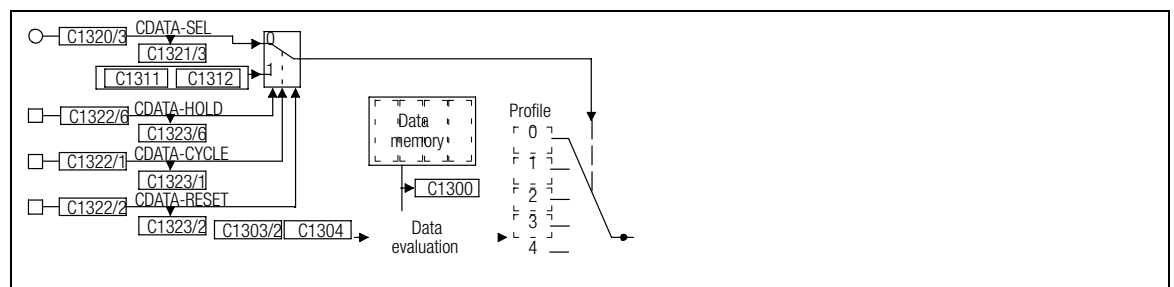 C1320/3 CDATA-SEL
C1321/3
0
1
C1311 C1312
C1322/6 CDATA-HOLD
C1323/6
C1322/1 CDATA-CYCLE
C1323/1
C1322/2 CDATA-RESET
C1323/2
C1303/2 C1304
Data
memory
C1300
Data
evaluation
Profile
0
1
2
3
4